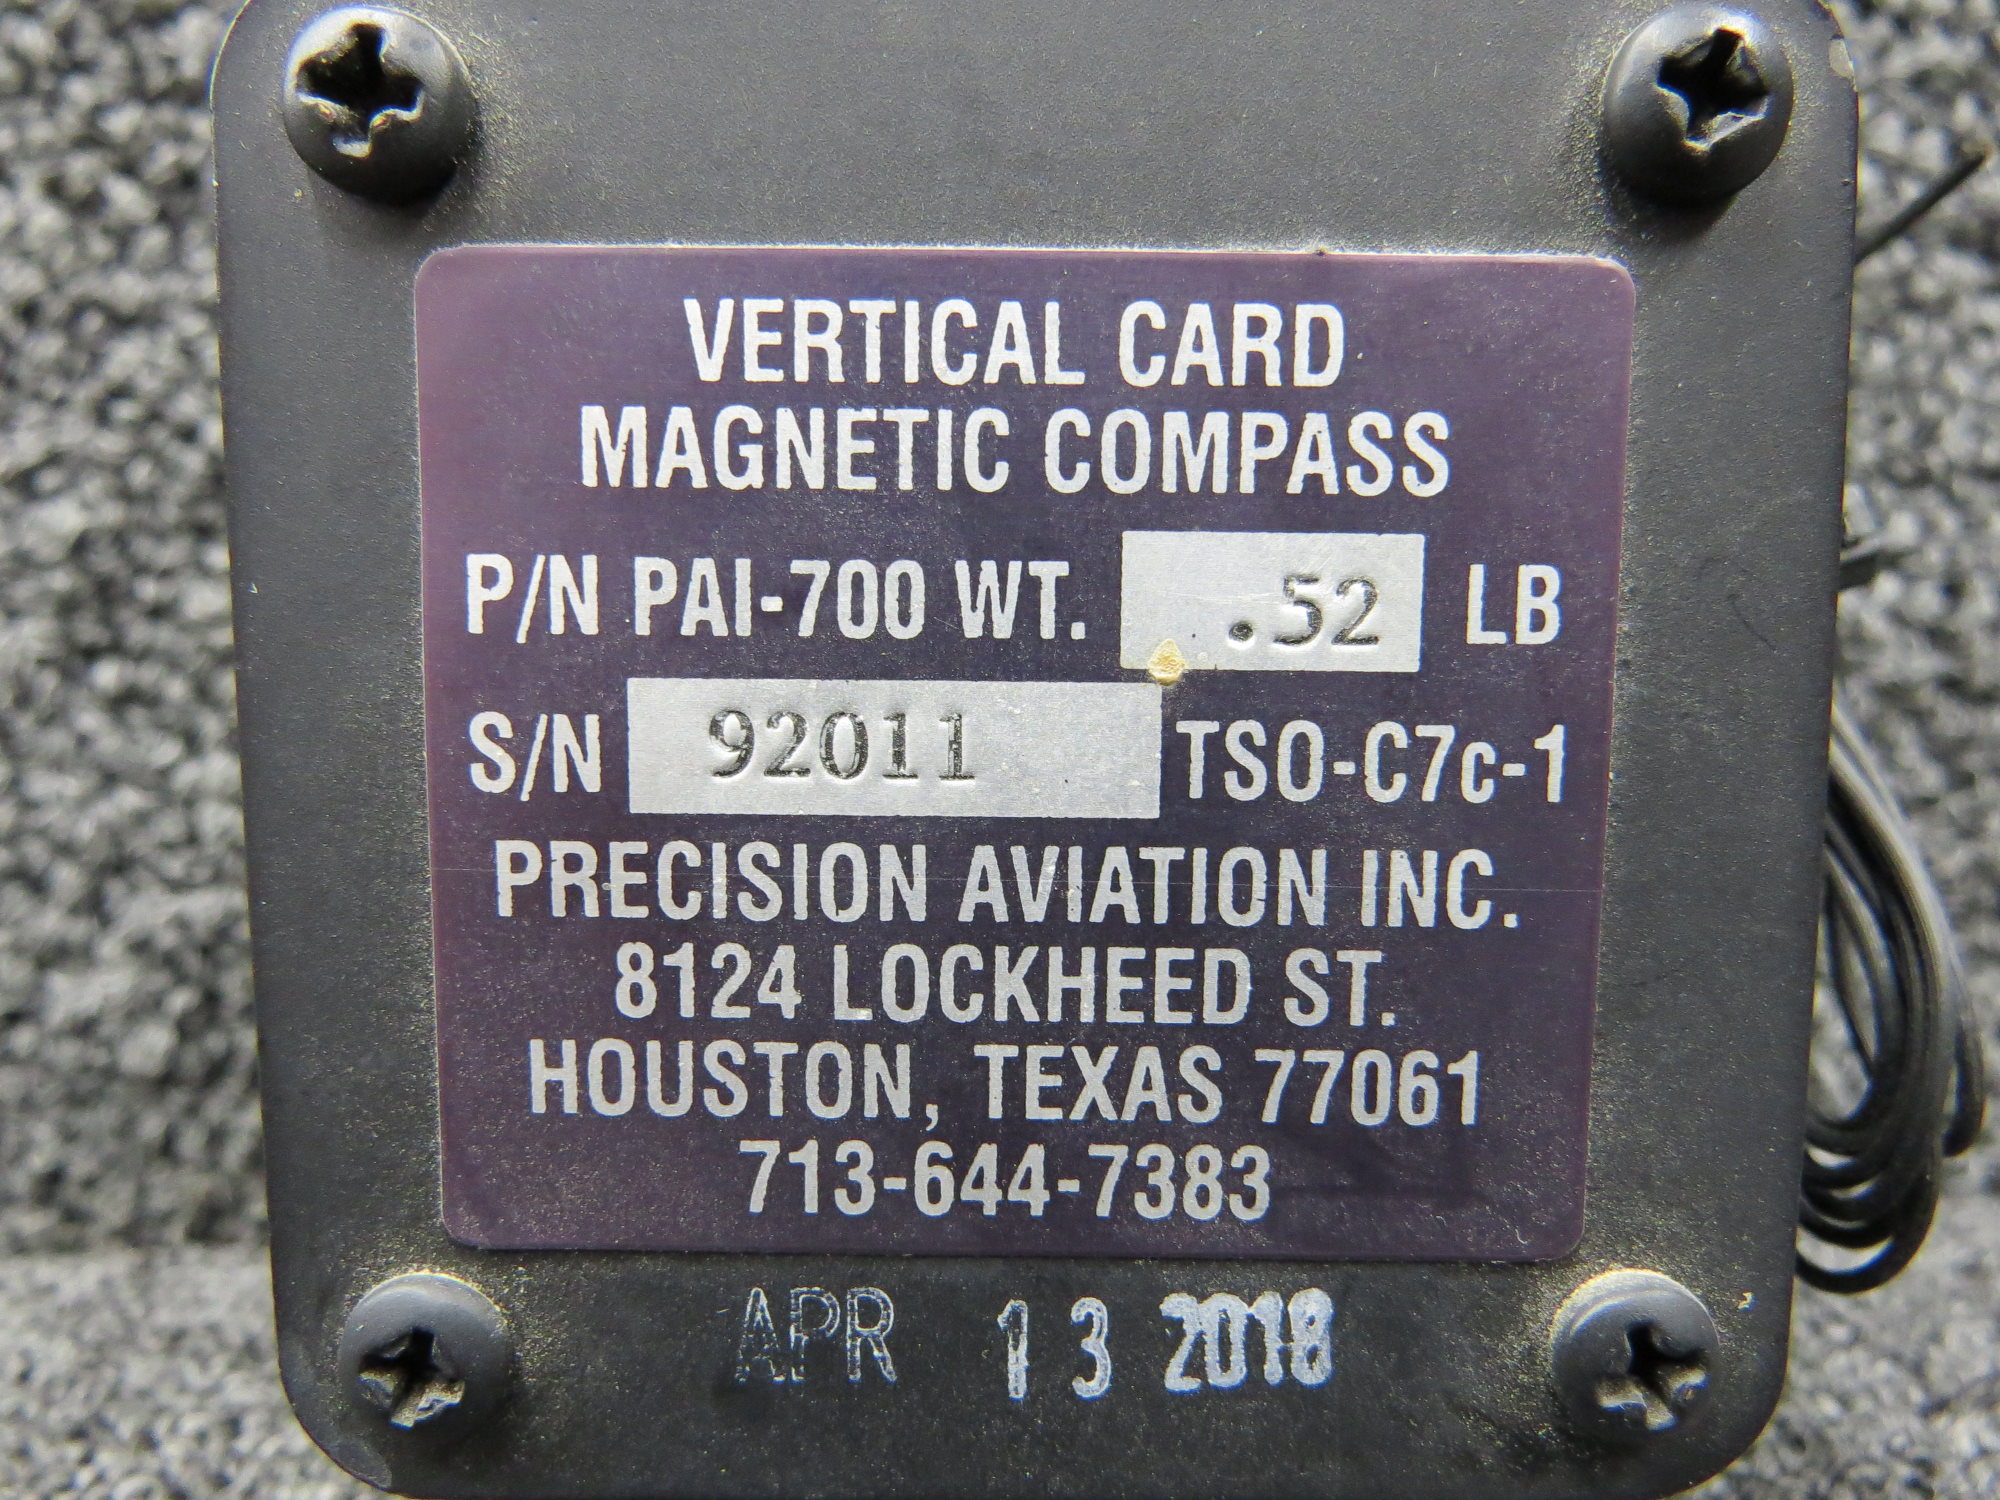 VERTICAL CARD
MAGNETIC COMPASS
P/N PAI-700 WT. .52 LB
S/N 92011 TSO-C7c-1
PRECISION AVIATION INC.
8124 LOCKHEED ST.
HOUSTON, TEXAS 77061
713-644-7383
APR 13 2018